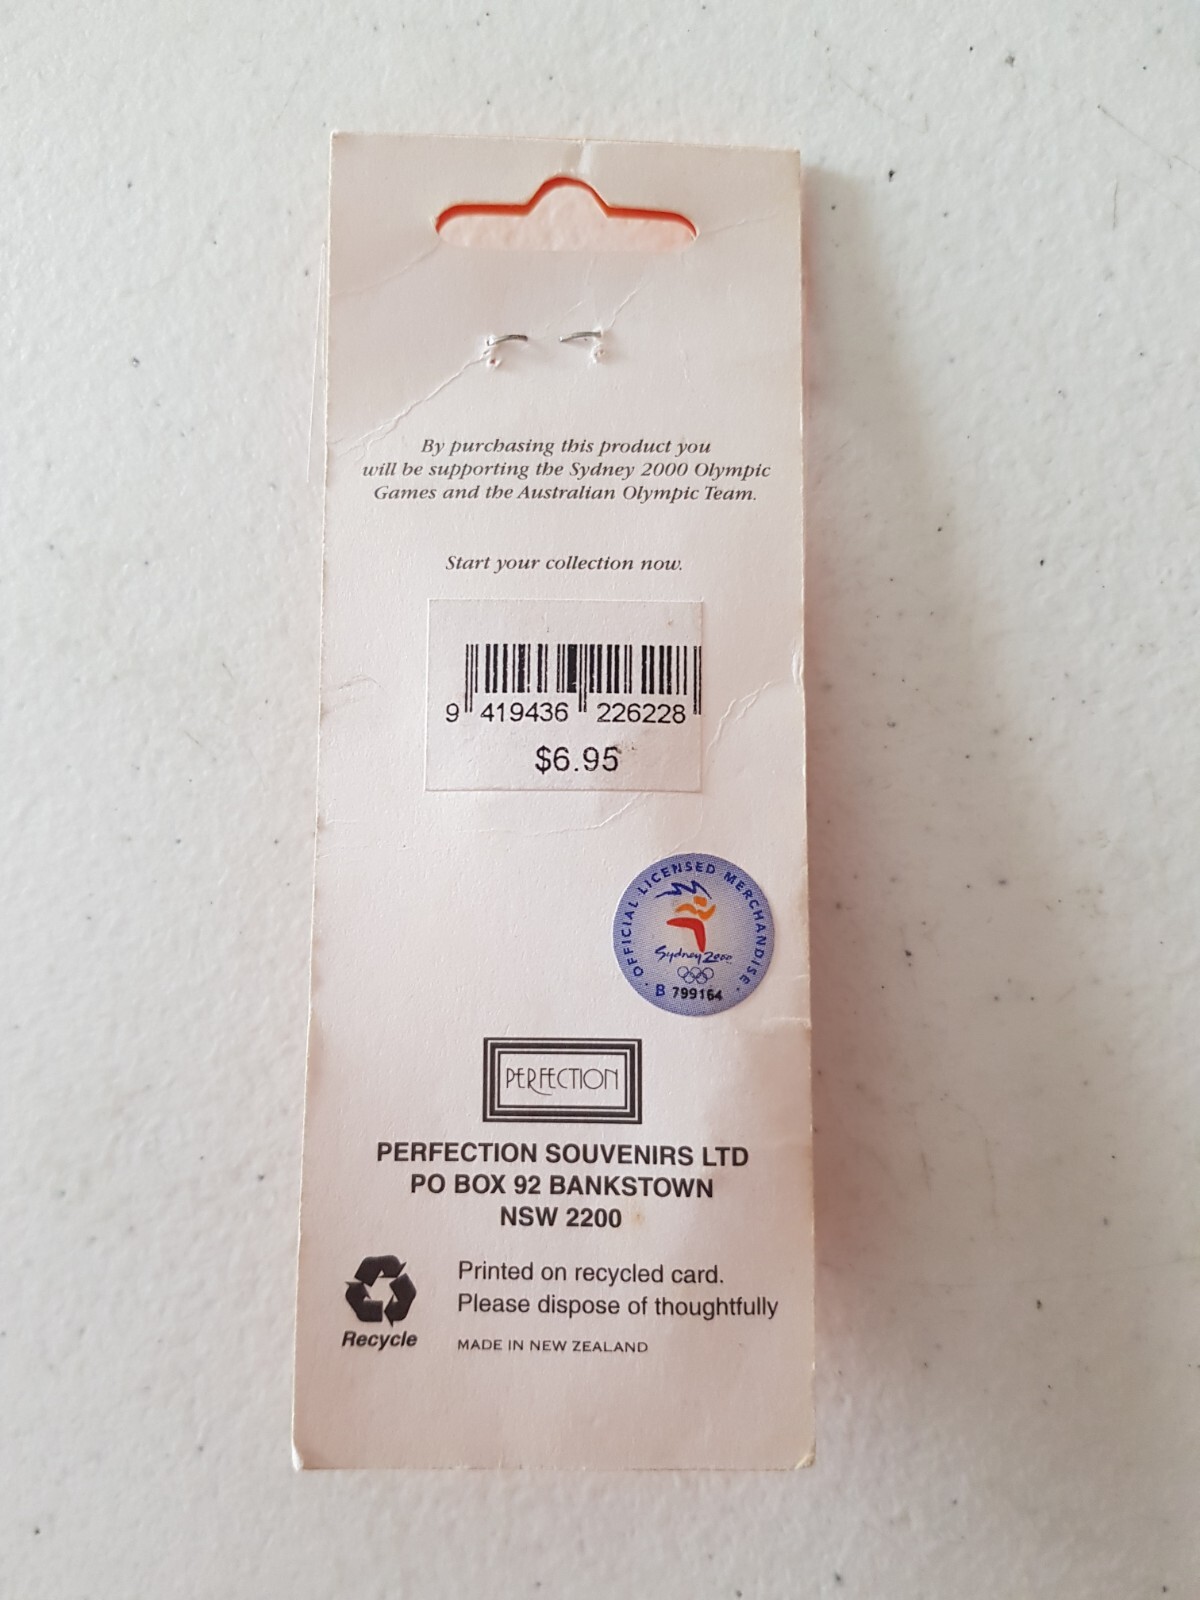 By purchasing this product you
will be supporting the Sydney 2000 Olympic
Games and the Australian Olympic Team.
Start your collection now.
9 419436 226228
$6.95
· OFFICIAL LICENSED MERCHANDISE ·
Sydney 2000
B 799164
PERFECTION
PERFECTION SOUVENIRS LTD
PO BOX 92 BANKSTOWN
NSW 2200
Printed on recycled card.
Please dispose of thoughtfully
Recycle
MADE IN NEW ZEALAND